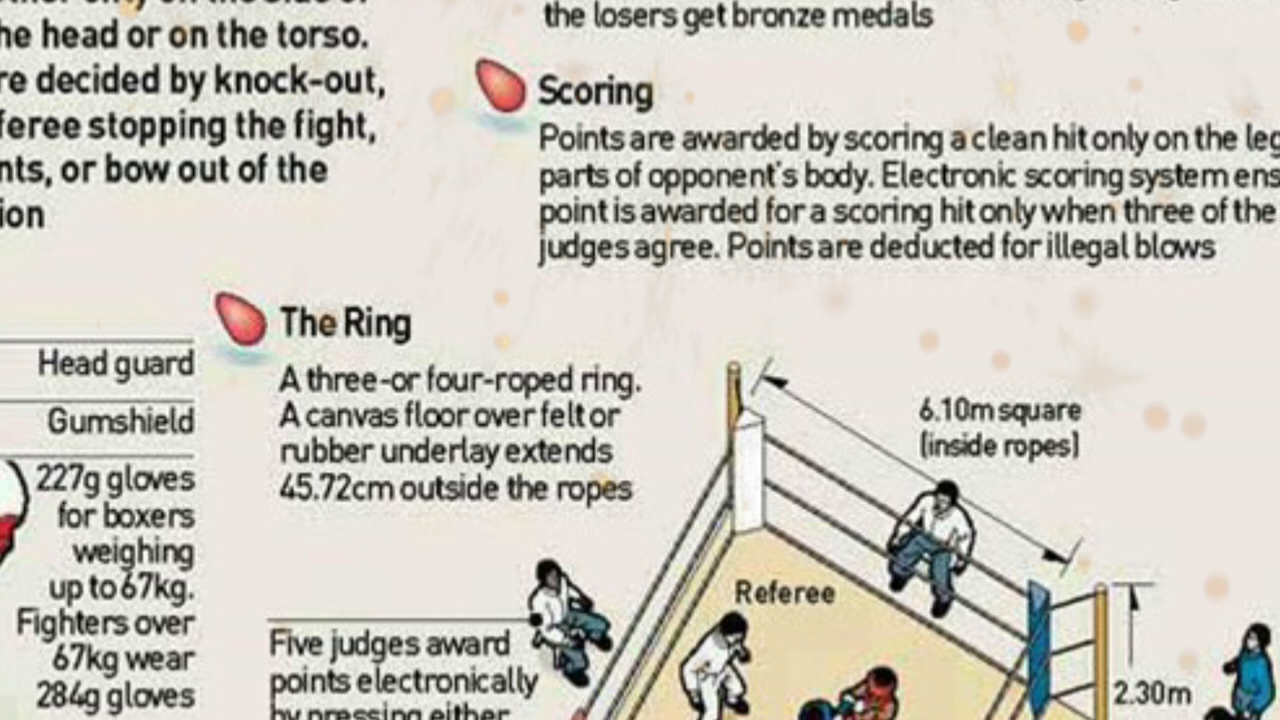 he head or on the torso.
re decided by knock-out,
feree stopping the fight,
nts, or bow out of the
ion
the losers get bronze medals
Scoring
Points are awarded by scoring a clean hit only on the leg
parts of opponent's body. Electronic scoring system ens
point is awarded for a scoring hit only when three of the
judges agree. Points are deducted for illegal blows
The Ring
A three-or four-roped ring.
A canvas floor over felt or
rubber underlay extends
45.72cm outside the ropes
Head guard
Gumshield
227g gloves
for boxers
weighing
up to 67kg.
Fighters over
67kg wear
284g gloves
6.10m square
(inside ropes)
Referee
2.30m
Five judges award
points electronically
by pressing either